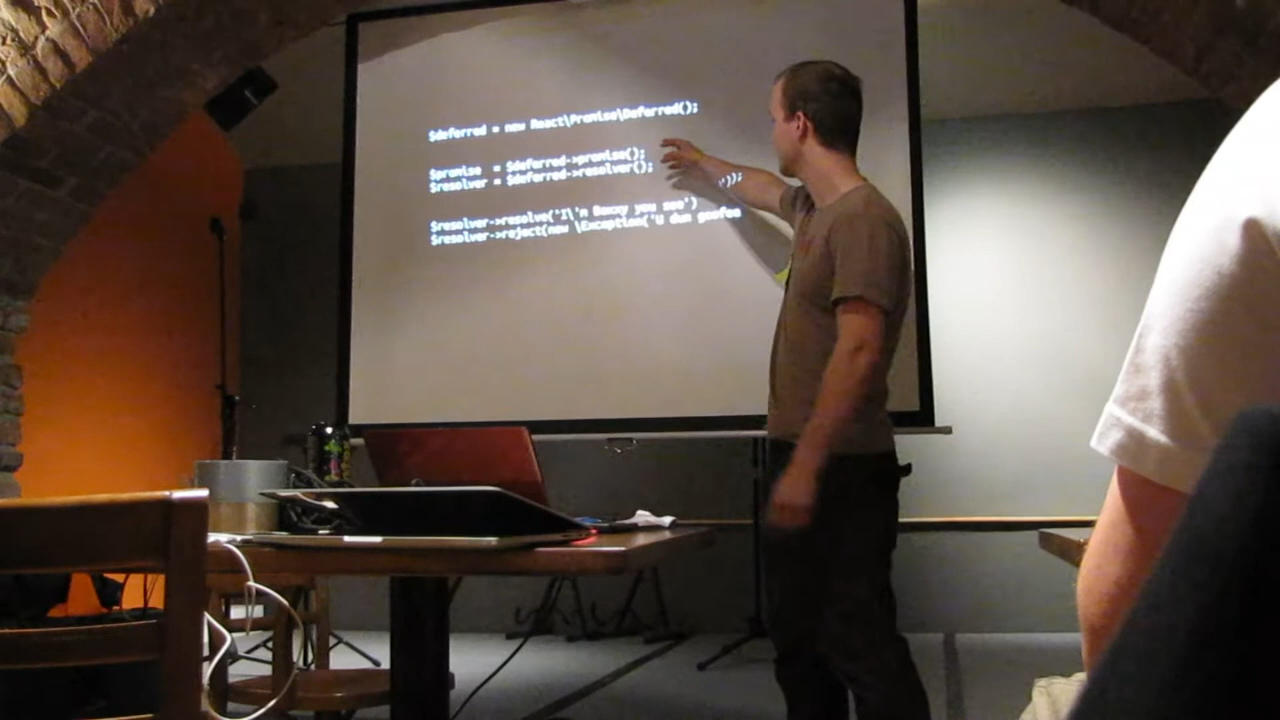 $deferred = new React\Promise\Deferred();
$promise  = $deferred->promise();
$resolver = $deferred->resolver();
$resolver->resolve('I\'m Boxxy you see')
$resolver->reject(new \Exception('U dun goofed'));